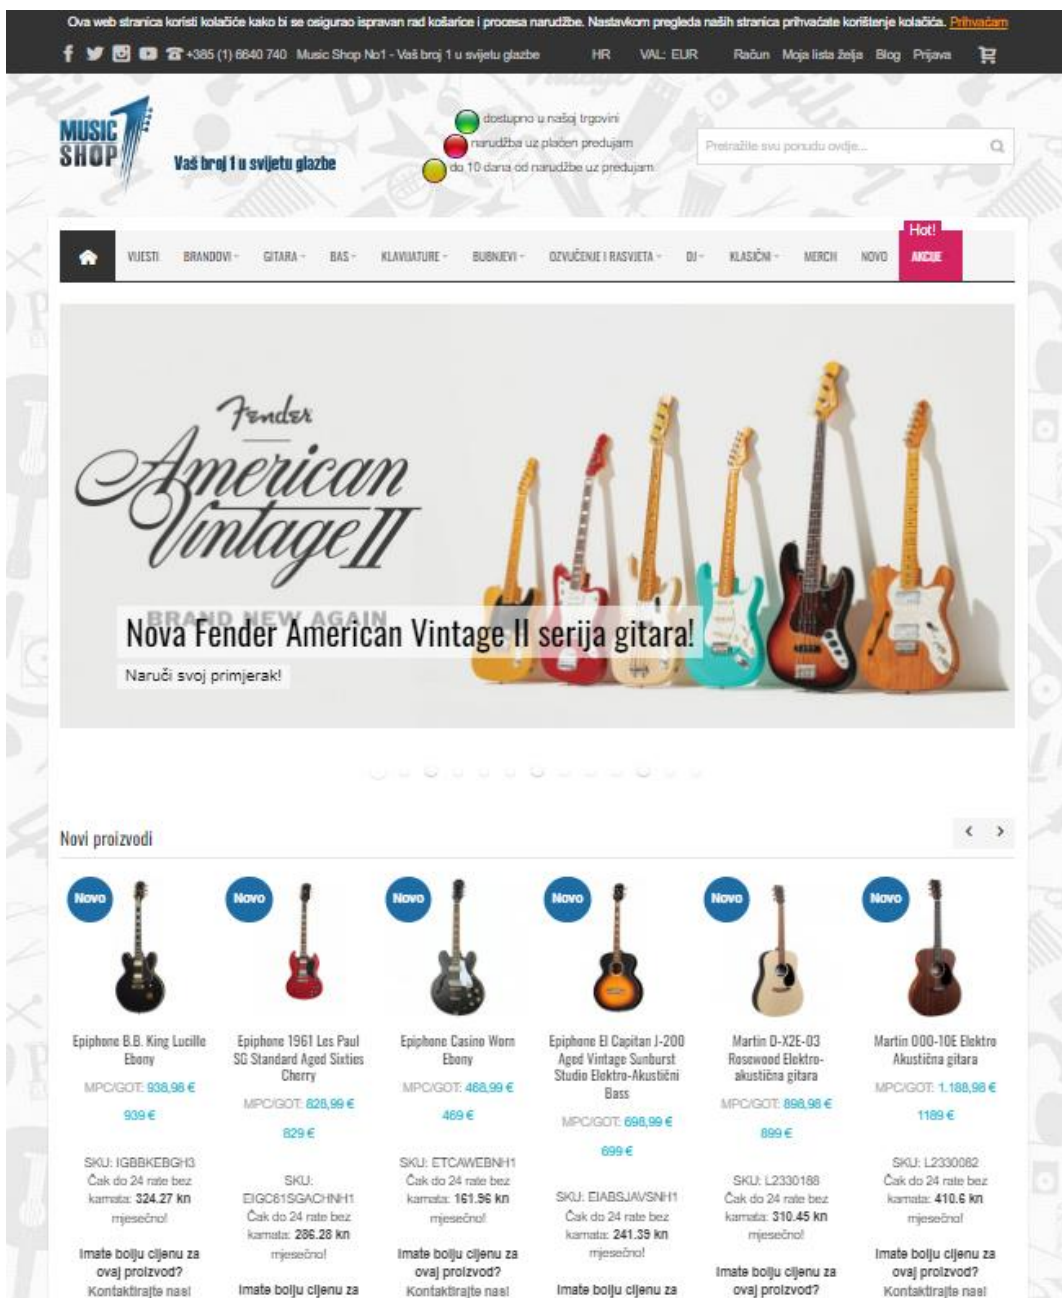 Ova web stranica koristi kolačiće kako bi se osigurao ispravan rad košarice i procesa narudžbe. Nastavkom pregleda naših stranica prihvaćate korištenje kolačića. Prihvaćam
+385 (1) 6640 740 Music Shop No1 - Vaš broj 1 u svijetu glazbe HR VAL: EUR Račun Moja lista želja Blog Prijava
MUSIC SHOP 1
Vaš broj 1 u svijetu glazbe
dostupno u našoj trgovini
narudžba uz plaćen predujam
do 10 dana od narudžbe uz predujam
Pretražite svu ponudu ovdje...
Hot!
VIJESTI BRANDOVI GITARA BAS KLAVIJATURE BUBNJEVI OZVUČENJE I RASVJETA DJ KLASIČNI MERCH NOVO AKCIJE
Fender
American
Vintage II
BRAND NEW AGAIN
Nova Fender American Vintage II serija gitara!
Naruči svoj primjerak!
Novi proizvodi
Novo Novo Novo Novo Novo Novo
Epiphone B.B. King Lucille
Ebony
MPC/GOT: 938,98 €
939 €
SKU: IGBBKEBGH3
Čak do 24 rate bez
kamata: 324.27 kn
mjesečno!
Imate bolju cijenu za
ovaj proizvod?
Kontaktirajte nas!
Epiphone 1961 Les Paul
SG Standard Aged Sixties
Cherry
MPC/GOT: 828,99 €
829 €
SKU:
EIGC61SGACHNH1
Čak do 24 rate bez
kamata: 286.28 kn
mjesečno!
Imate bolju cijenu za
Epiphone Casino Worn
Ebony
MPC/GOT: 468,99 €
469 €
SKU: ETCAWEBNH1
Čak do 24 rate bez
kamata: 161.96 kn
mjesečno!
Imate bolju cijenu za
ovaj proizvod?
Kontaktirajte nas!
Epiphone El Capitan J-200
Aged Vintage Sunburst
Studio Elektro-Akustični
Bass
MPC/GOT: 698,99 €
699 €
SKU: EIABSJAVSNH1
Čak do 24 rate bez
kamata: 241.39 kn
mjesečno!
Imate bolju cijenu za
Martin D-X2E-03
Rosewood Elektro-
akustična gitara
MPC/GOT: 898,98 €
899 €
SKU: L2330188
Čak do 24 rate bez
kamata: 310.45 kn
mjesečno!
Imate bolju cijenu za
ovaj proizvod?
Martin 000-10E Elektro
Akustična gitara
MPC/GOT: 1.188,98 €
1189 €
SKU: L2330082
Čak do 24 rate bez
kamata: 410.6 kn
mjesečno!
Imate bolju cijenu za
ovaj proizvod?
Kontaktirajte nas!